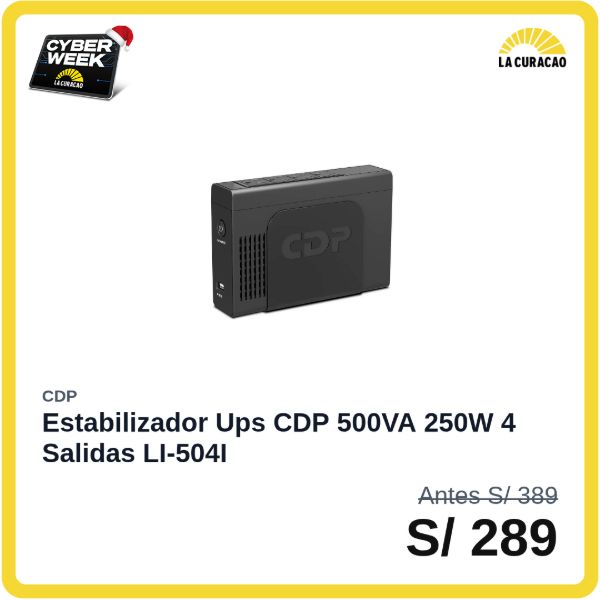 CYBER
WEEK
LA CURACAO
LA CURACAO
CDP
CDP
Estabilizador Ups CDP 500VA 250W 4
Salidas LI-504I
Antes S/ 389
S/ 289